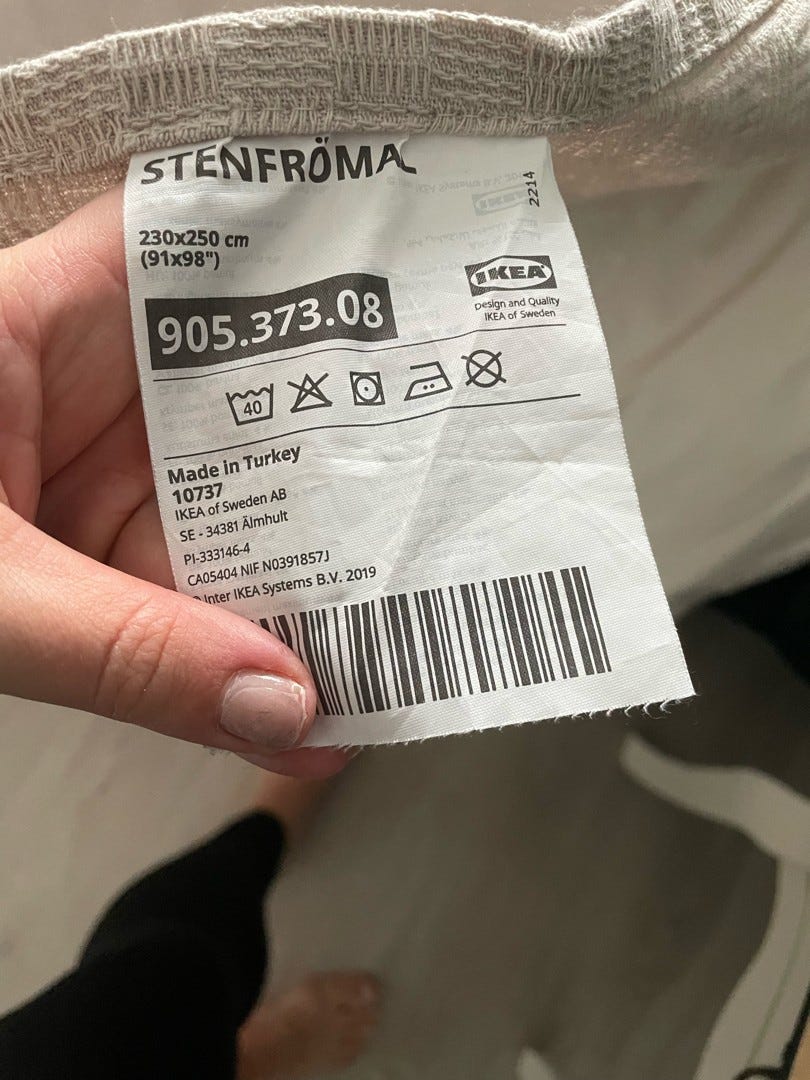 STENFRÖMAL
2214
230x250 cm
(91x98")
IKEA
Design and Quality
IKEA of Sweden
905.373.08
40
Made in Turkey
10737
IKEA of Sweden AB
SE - 34381 Älmhult
PI-333146-4
CA05404 NIF N0391857J
Inter IKEA Systems B.V. 2019